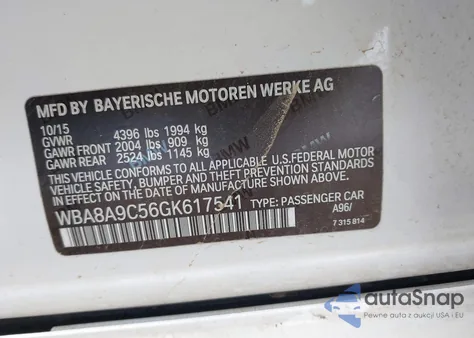 MFD BY BAYERISCHE MOTOREN WERKE AG
10/15 4396 lbs 1994 kg
GVWR
GAWR FRONT 2004 lbs 909 kg
GAWR REAR 2524 lbs 1145 kg
THIS VEHICLE CONFORMS TO ALL APPLICABLE U.S. FEDERAL MOTOR
VEHICLE SAFETY, BUMPER, AND THEFT PREVENTION STANDARDS IN
EFFECT ON THE DATE OF MANUFACTURE SHOWN ABOVE.
WBA8A9C56GK617541 TYPE: PASSENGER CAR
A96/
7 315 814
BMW
autoSnap
Pewne auta z aukcji USA i EU